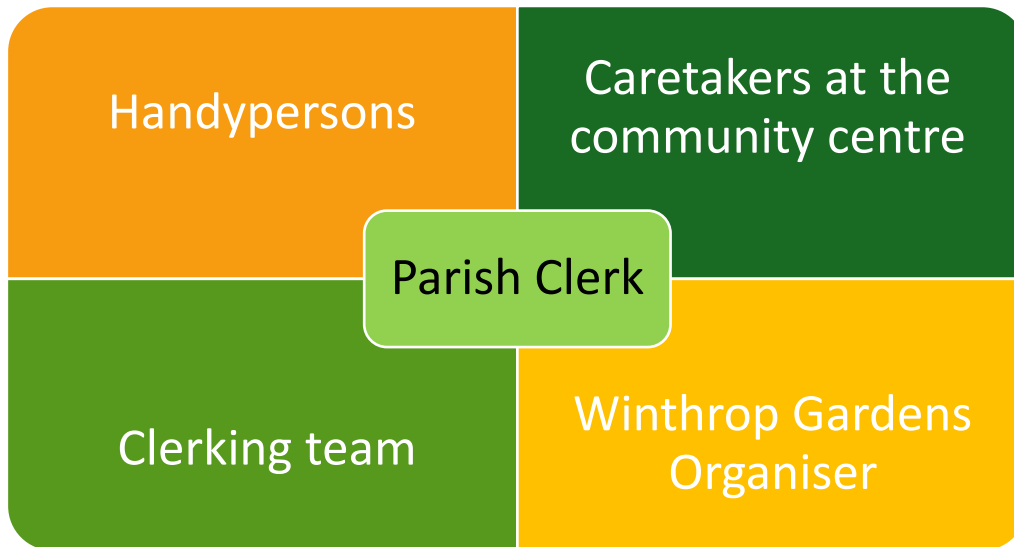 Handypersons
Caretakers at the
community centre
Parish Clerk
Clerking team
Winthrop Gardens
Organiser